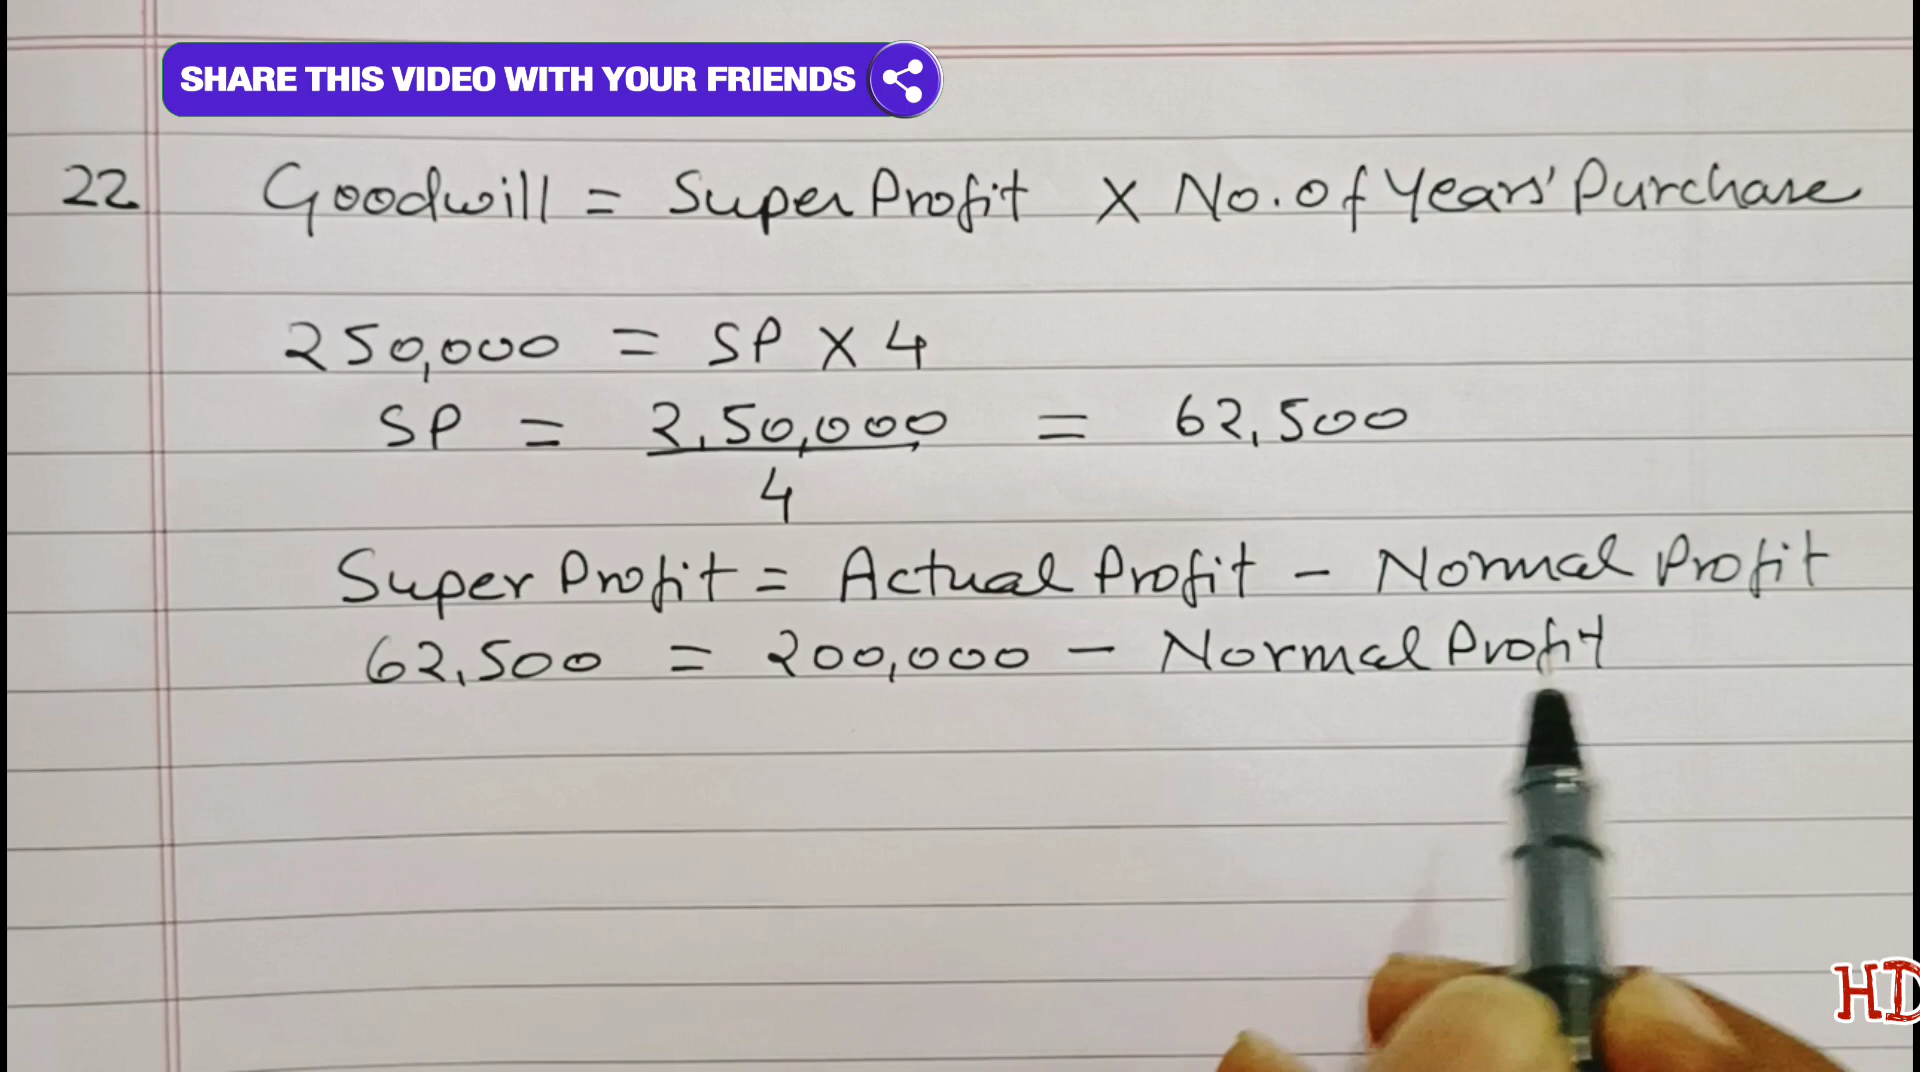 SHARE THIS VIDEO WITH YOUR FRIENDS
22 Goodwill = Super Profit X No. of Years' Purchase
250,000 = SP X 4
SP = 2,50,000 = 62,500
4
Super Profit = Actual Profit - Normal Profit
62,500 = 200,000 - Normal Profit
HD